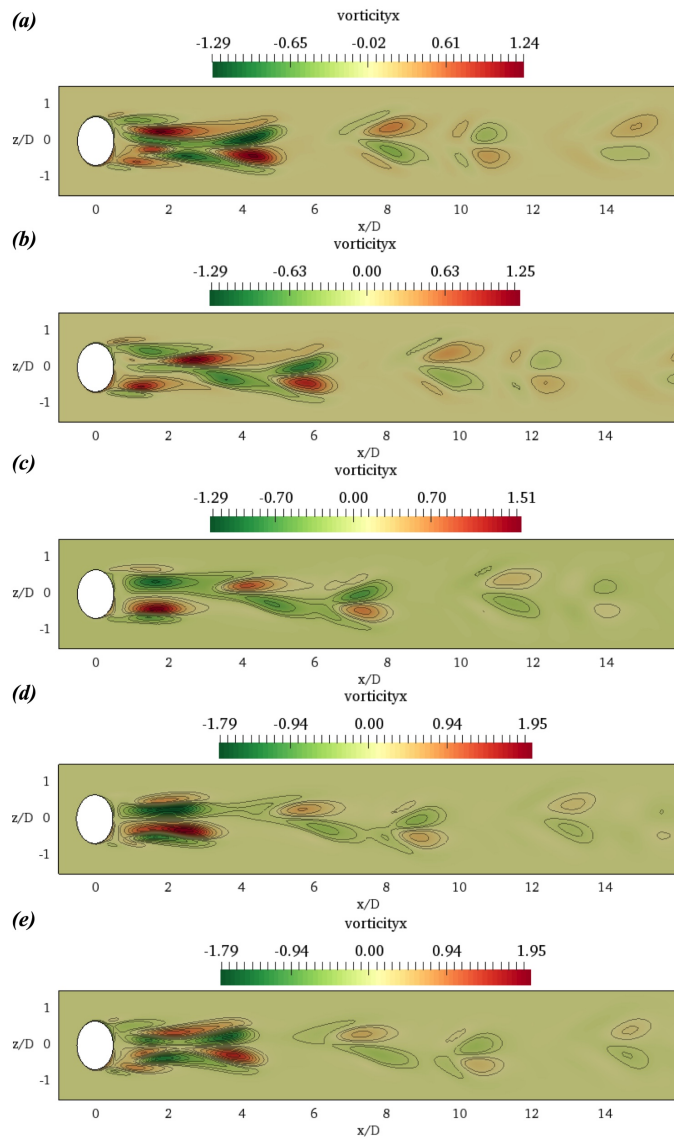 (a)
vorticityx
-1.29 -0.65 -0.02 0.61 1.24
1
z/D 0
-1
0 2 4 6 8 10 12 14
x/D
(b)
vorticityx
-1.29 -0.63 0.00 0.63 1.25
1
z/D 0
-1
0 2 4 6 8 10 12 14
x/D
(c)
vorticityx
-1.29 -0.70 0.00 0.70 1.51
1
z/D 0
-1
0 2 4 6 8 10 12 14
x/D
(d)
vorticityx
-1.79 -0.94 0.00 0.94 1.95
1
z/D 0
-1
0 2 4 6 8 10 12 14
x/D
(e)
vorticityx
-1.79 -0.94 0.00 0.94 1.95
1
z/D 0
-1
0 2 4 6 8 10 12 14
x/D